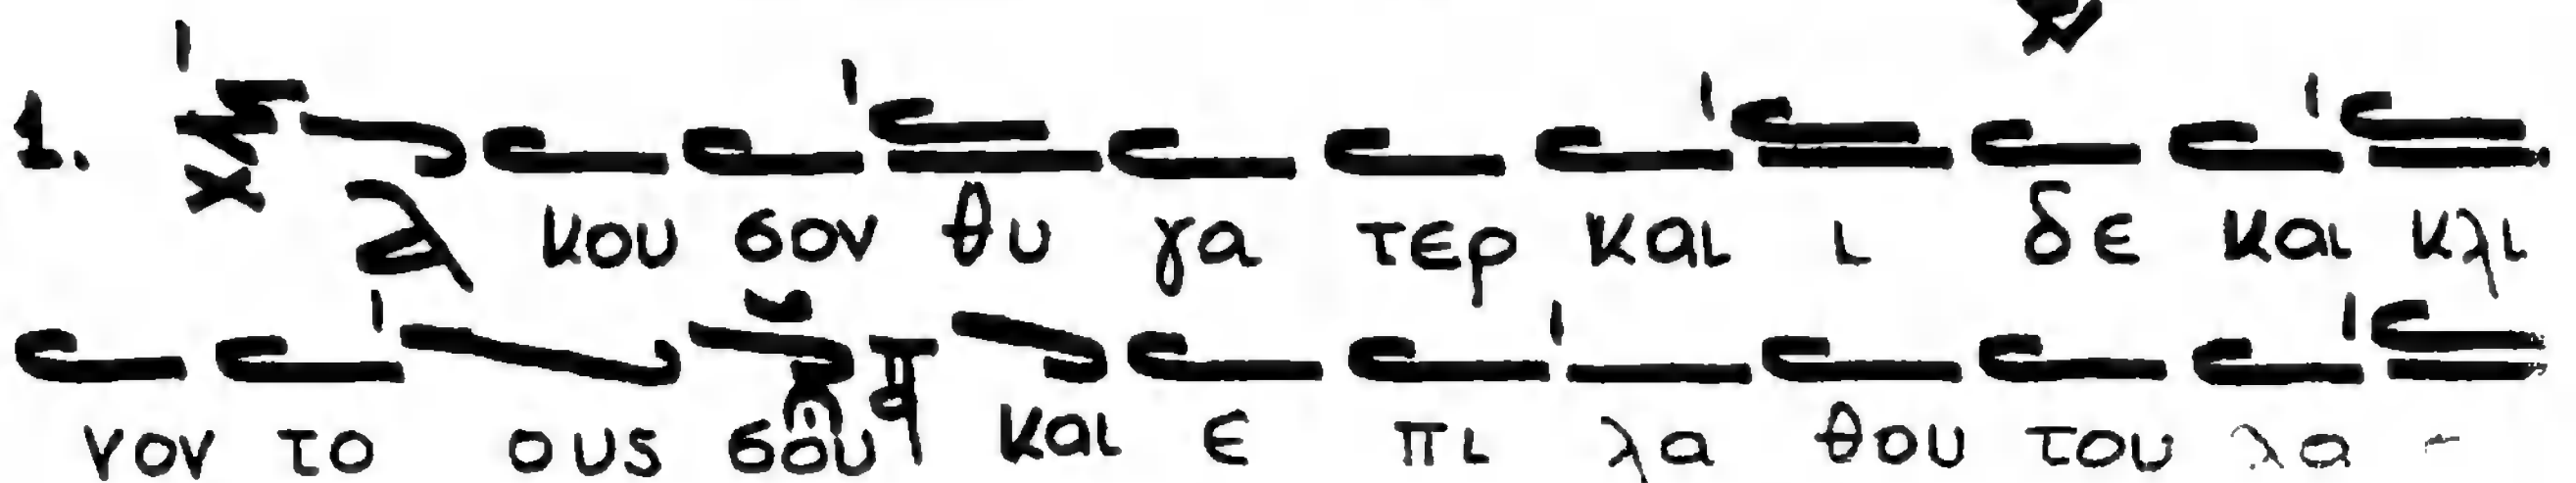 1. α κου σον θυ γα τερ και ι δε και κλι
νον το ους σου και ε πι λα θου του λα